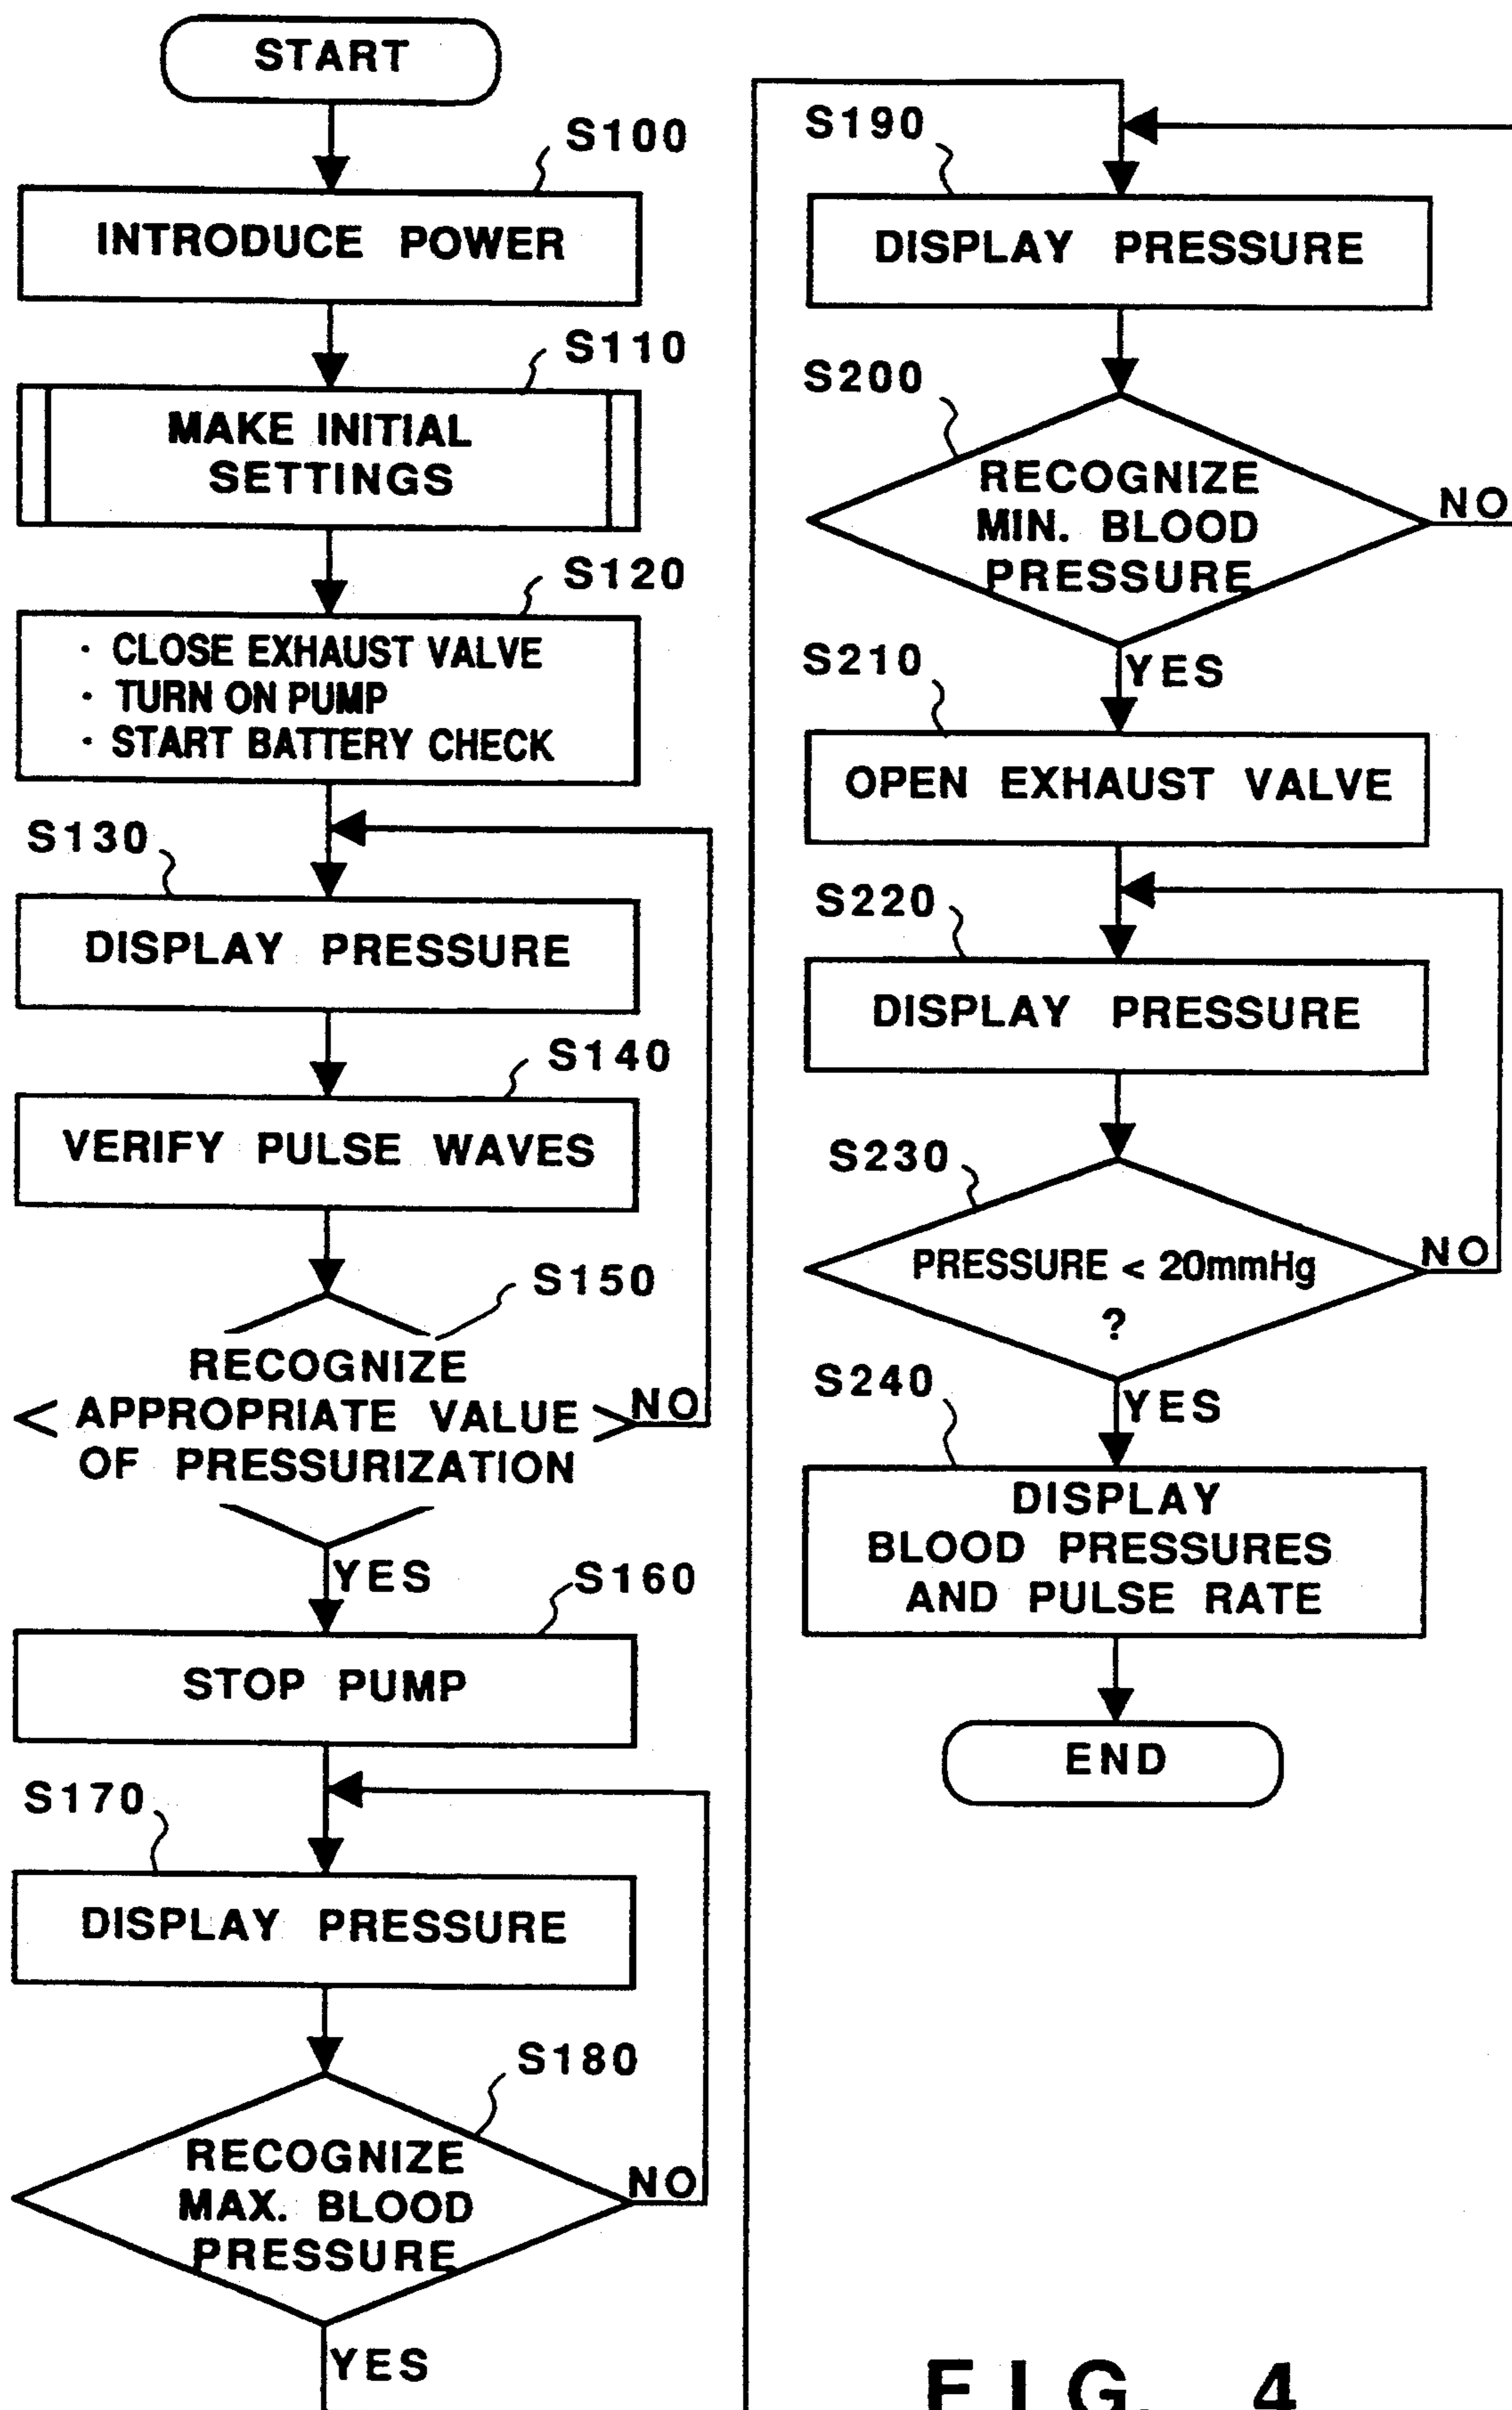 START
S100
INTRODUCE POWER
S110
MAKE INITIAL
SETTINGS
S120
· CLOSE EXHAUST VALVE
· TURN ON PUMP
· START BATTERY CHECK
S130
DISPLAY PRESSURE
S140
VERIFY PULSE WAVES
S150
RECOGNIZE
APPROPRIATE VALUE
OF PRESSURIZATION
NO
YES
S160
STOP PUMP
S170
DISPLAY PRESSURE
S180
RECOGNIZE
MAX. BLOOD
PRESSURE
NO
YES
S190
DISPLAY PRESSURE
S200
RECOGNIZE
MIN. BLOOD
PRESSURE
NO
YES
S210
OPEN EXHAUST VALVE
S220
DISPLAY PRESSURE
S230
PRESSURE < 20mmHg
?
NO
YES
S240
DISPLAY
BLOOD PRESSURES
AND PULSE RATE
END
FIG. 4